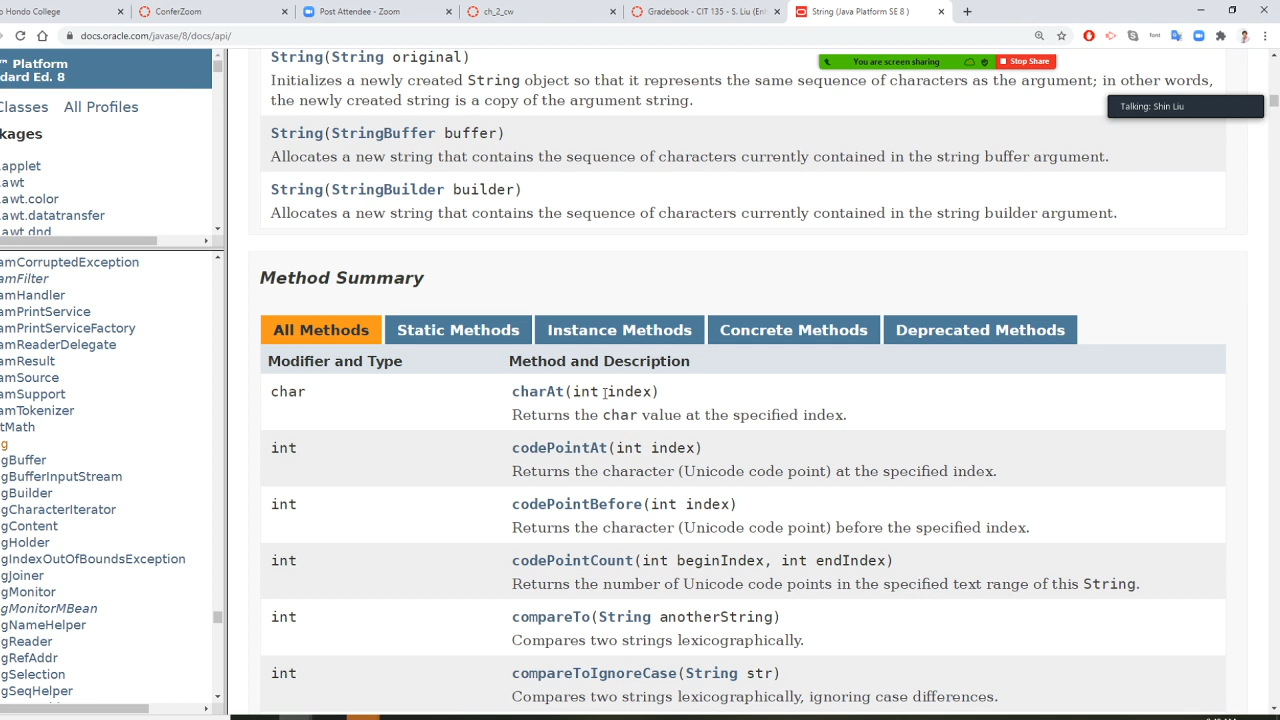 o Hondo College
ConferZoom
Post Attendee - Zoom
ch_2_cw
Gradebook - CIT 135 - S. Liu (Enh
String (Java Platform SE 8 )
docs.oracle.com/javase/8/docs/api/
™ Platform
dard Ed. 8
Classes All Profiles
kages
.applet
.awt
.awt.color
.awt.datatransfer
.awt.dnd
amCorruptedException
amFilter
amHandler
amPrintService
amPrintServiceFactory
amReaderDelegate
amResult
amSource
amSupport
amTokenizer
tMath
g
gBuffer
gBufferInputStream
gBuilder
gCharacterIterator
gContent
gHolder
gIndexOutOfBoundsException
gJoiner
gMonitor
gMonitorMBean
gNameHelper
gReader
gRefAddr
gSelection
gSeqHelper
You are screen sharing
Stop Share
Talking: Shin Liu
String(String original)
Initializes a newly created String object so that it represents the same sequence of characters as the argument; in other words,
the newly created string is a copy of the argument string.
String(StringBuffer buffer)
Allocates a new string that contains the sequence of characters currently contained in the string buffer argument.
String(StringBuilder builder)
Allocates a new string that contains the sequence of characters currently contained in the string builder argument.
Method Summary
All Methods Static Methods Instance Methods Concrete Methods Deprecated Methods
Modifier and Type Method and Description
char charAt(int index)
Returns the char value at the specified index.
int codePointAt(int index)
Returns the character (Unicode code point) at the specified index.
int codePointBefore(int index)
Returns the character (Unicode code point) before the specified index.
int codePointCount(int beginIndex, int endIndex)
Returns the number of Unicode code points in the specified text range of this String.
int compareTo(String anotherString)
Compares two strings lexicographically.
int compareToIgnoreCase(String str)
Compares two strings lexicographically, ignoring case differences.